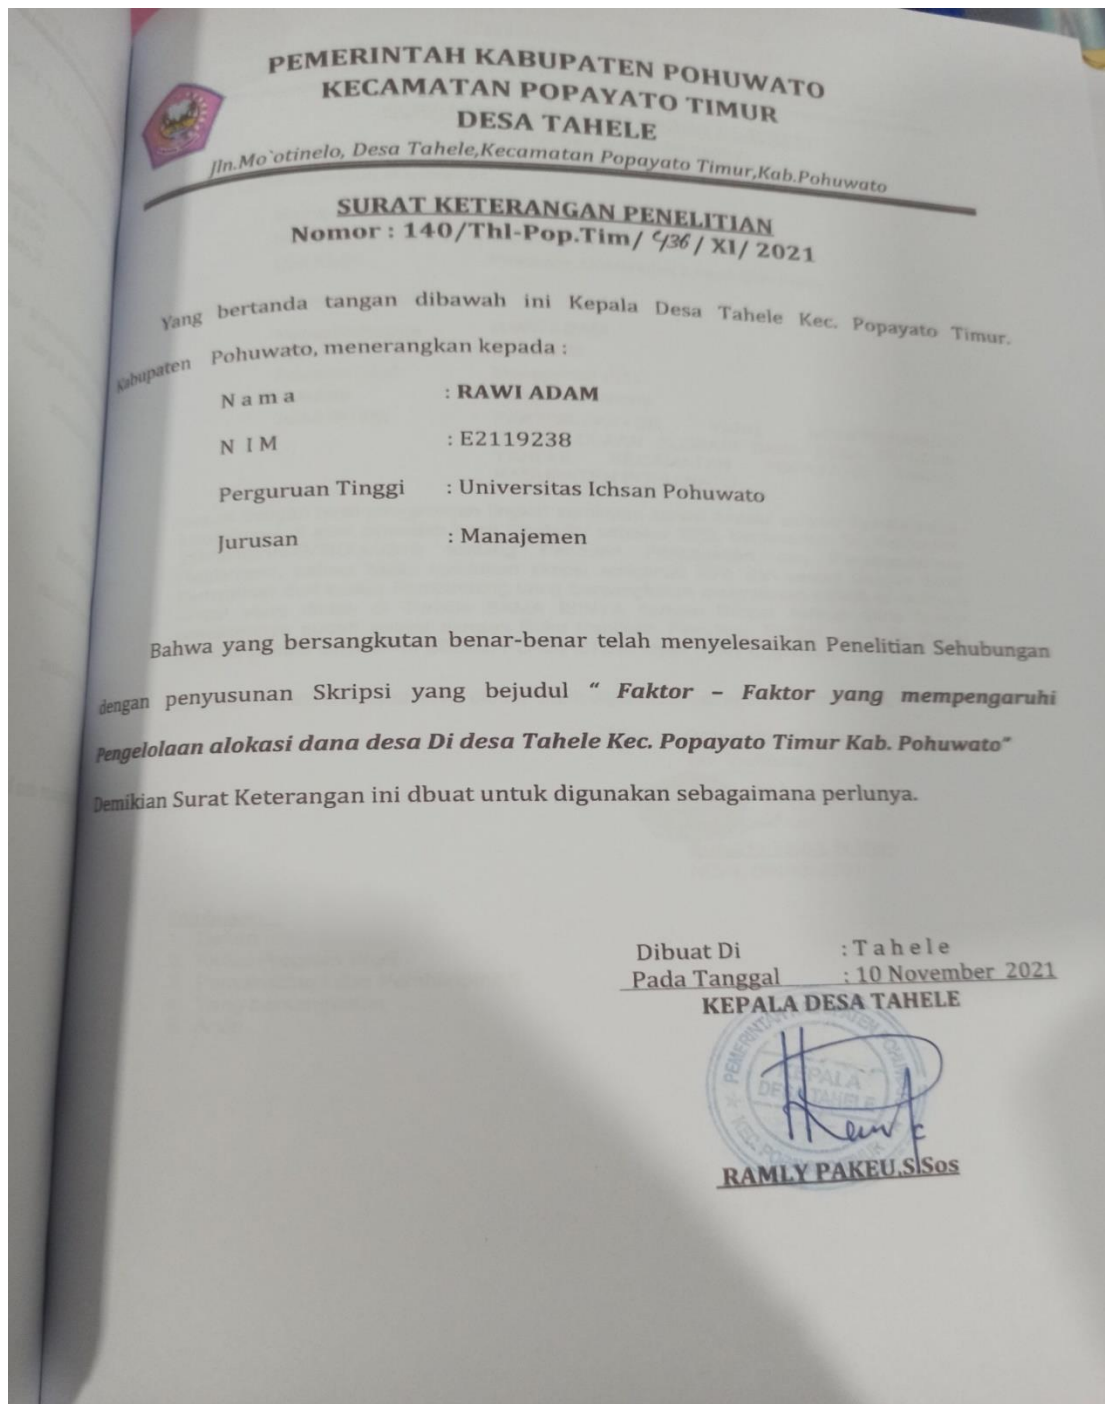 PEMERINTAH KABUPATEN POHUWATO
KECAMATAN POPAYATO TIMUR
DESA TAHELE
Jln.Mo`otinelo, Desa Tahele,Kecamatan Popayato Timur,Kab.Pohuwato
SURAT KETERANGAN PENELITIAN
Nomor : 140/Thl-Pop.Tim/ 436 / XI/ 2021
Yang bertanda tangan dibawah ini Kepala Desa Tahele Kec. Popayato Timur.
Kabupaten Pohuwato, menerangkan kepada :
N a m a : RAWI ADAM
N I M : E2119238
Perguruan Tinggi : Universitas Ichsan Pohuwato
Jurusan : Manajemen
Bahwa yang bersangkutan benar-benar telah menyelesaikan Penelitian Sehubungan
dengan penyusunan Skripsi yang bejudul “ Faktor – Faktor yang mempengaruhi
Pengelolaan alokasi dana desa Di desa Tahele Kec. Popayato Timur Kab. Pohuwato”
Demikian Surat Keterangan ini dbuat untuk digunakan sebagaimana perlunya.
Dibuat Di : T a h e l e
Pada Tanggal : 10 November 2021
KEPALA DESA TAHELE
KEPALA
DESA TAHELE
RAMLY PAKEU,S.Sos